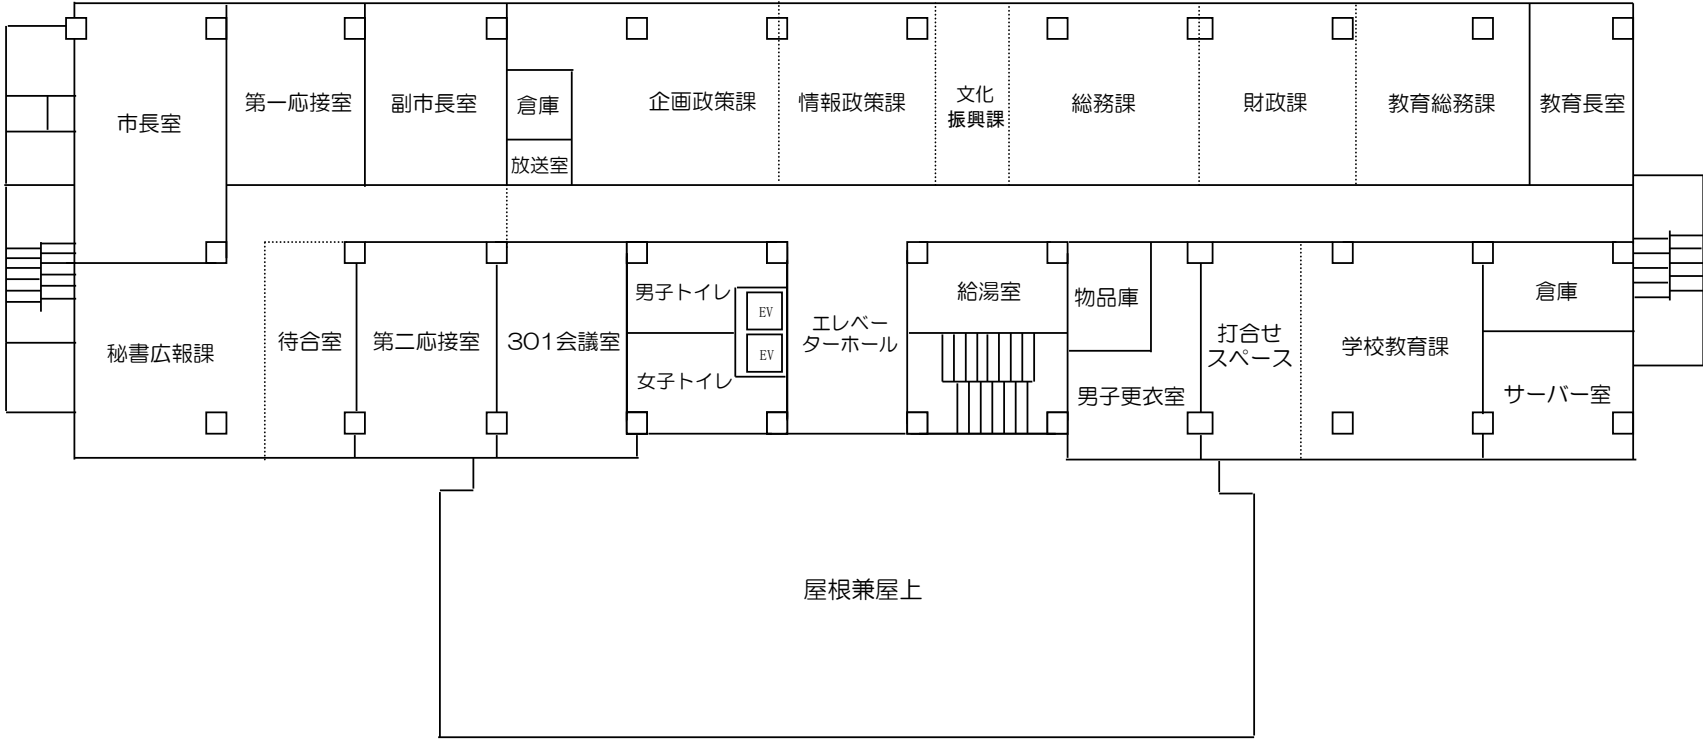 市長室
第一応接室
副市長室
倉庫
放送室
企画政策課
情報政策課
文化
振興課
総務課
財政課
教育総務課
教育長室
秘書広報課
待合室
第二応接室
301会議室
男子トイレ
女子トイレ
EV
EV
エレベー
ターホール
給湯室
物品庫
男子更衣室
打合せ
スペース
学校教育課
倉庫
サーバー室
屋根兼屋上